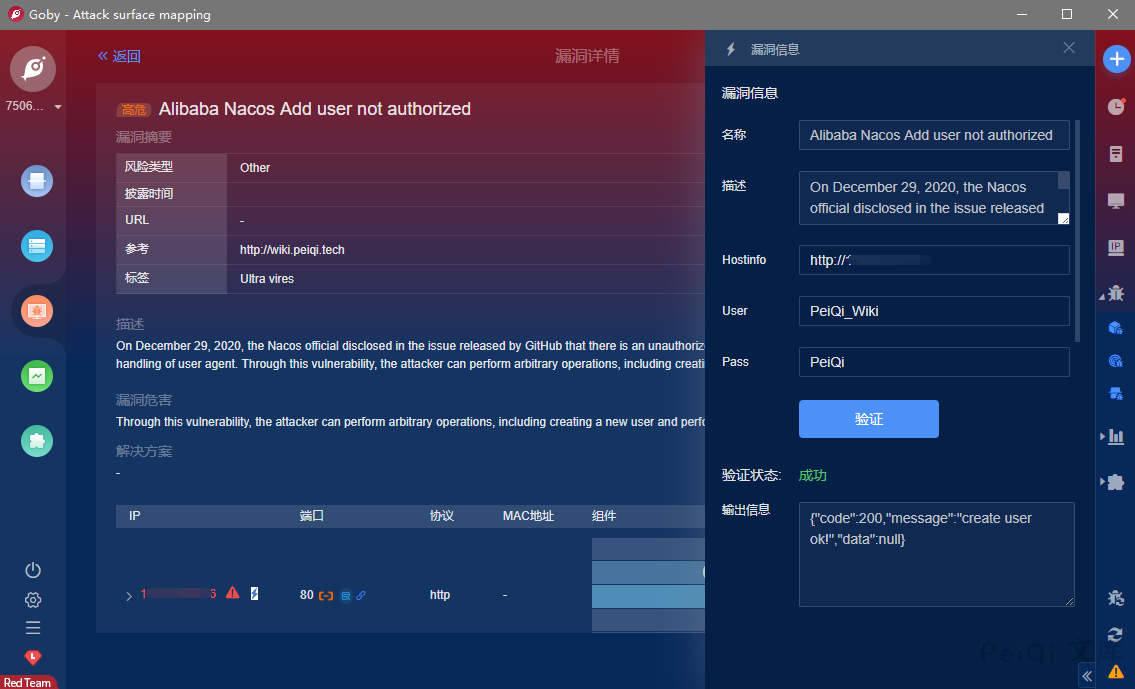 Goby - Attack surface mapping
7506...
Red Team
« 返回
漏洞详情
高危 Alibaba Nacos Add user not authorized
漏洞摘要
风险类型 Other
披露时间
URL -
参考 http://wiki.peiqi.tech
标签 Ultra vires
描述
On December 29, 2020, the Nacos official disclosed in the issue released by GitHub that there is an unauthorize
handling of user agent. Through this vulnerability, the attacker can perform arbitrary operations, including creati
漏洞危害
Through this vulnerability, the attacker can perform arbitrary operations, including creating a new user and perfo
解决方案
-
IP 端口 协议 MAC地址 组件
1 6 80 http -
漏洞信息
漏洞信息
名称 Alibaba Nacos Add user not authorized
描述 On December 29, 2020, the Nacos
official disclosed in the issue released
Hostinfo http://
User PeiQi_Wiki
Pass PeiQi
验证
验证状态: 成功
输出信息 {"code":200,"message":"create user
ok!","data":null}
IP
PeiQi 文库